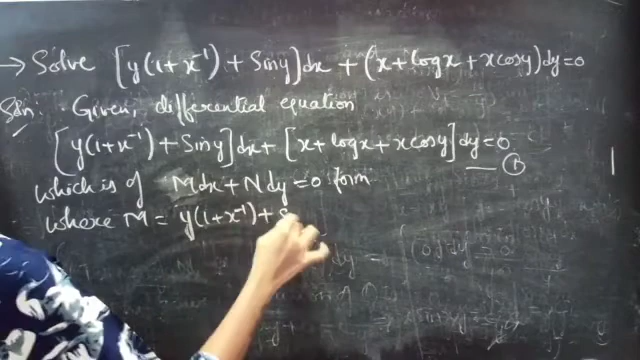 → Solve [y(1+x⁻¹) + Siny]dx + (x+logx+xcosy)dy=0
Soln: Given, differential equation
[y(1+x⁻¹)+Siny]dx+[x+logx+xcosy]dy=0 — ①
which is of Mdx+Ndy=0 form
where M = y(1+x⁻¹)+S